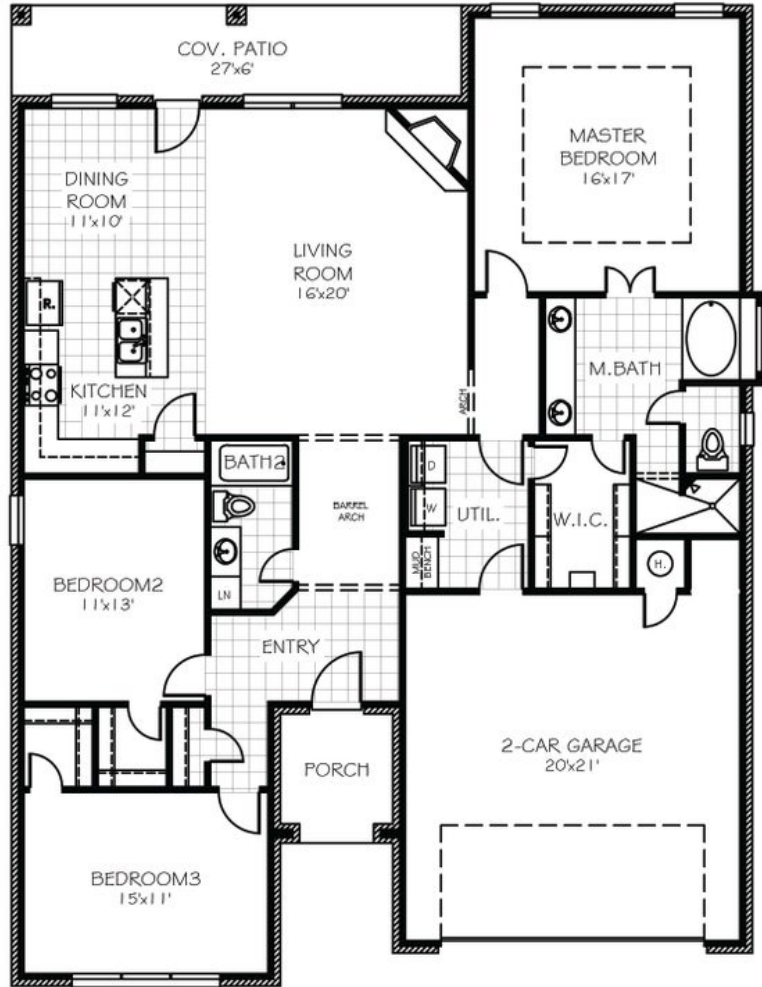 COV. PATIO
27'x6'
MASTER
BEDROOM
16'x17'
DINING
ROOM
11'x10'
LIVING
ROOM
16'x20'
R.
KITCHEN
11'x12'
M.BATH
ARCH
BATH2
D
W
UTIL.
W.I.C.
BARREL
ARCH
MUD
BENCH
H.
BEDROOM2
11'x13'
LN
ENTRY
PORCH
2-CAR GARAGE
20'x21'
BEDROOM3
15'x11'